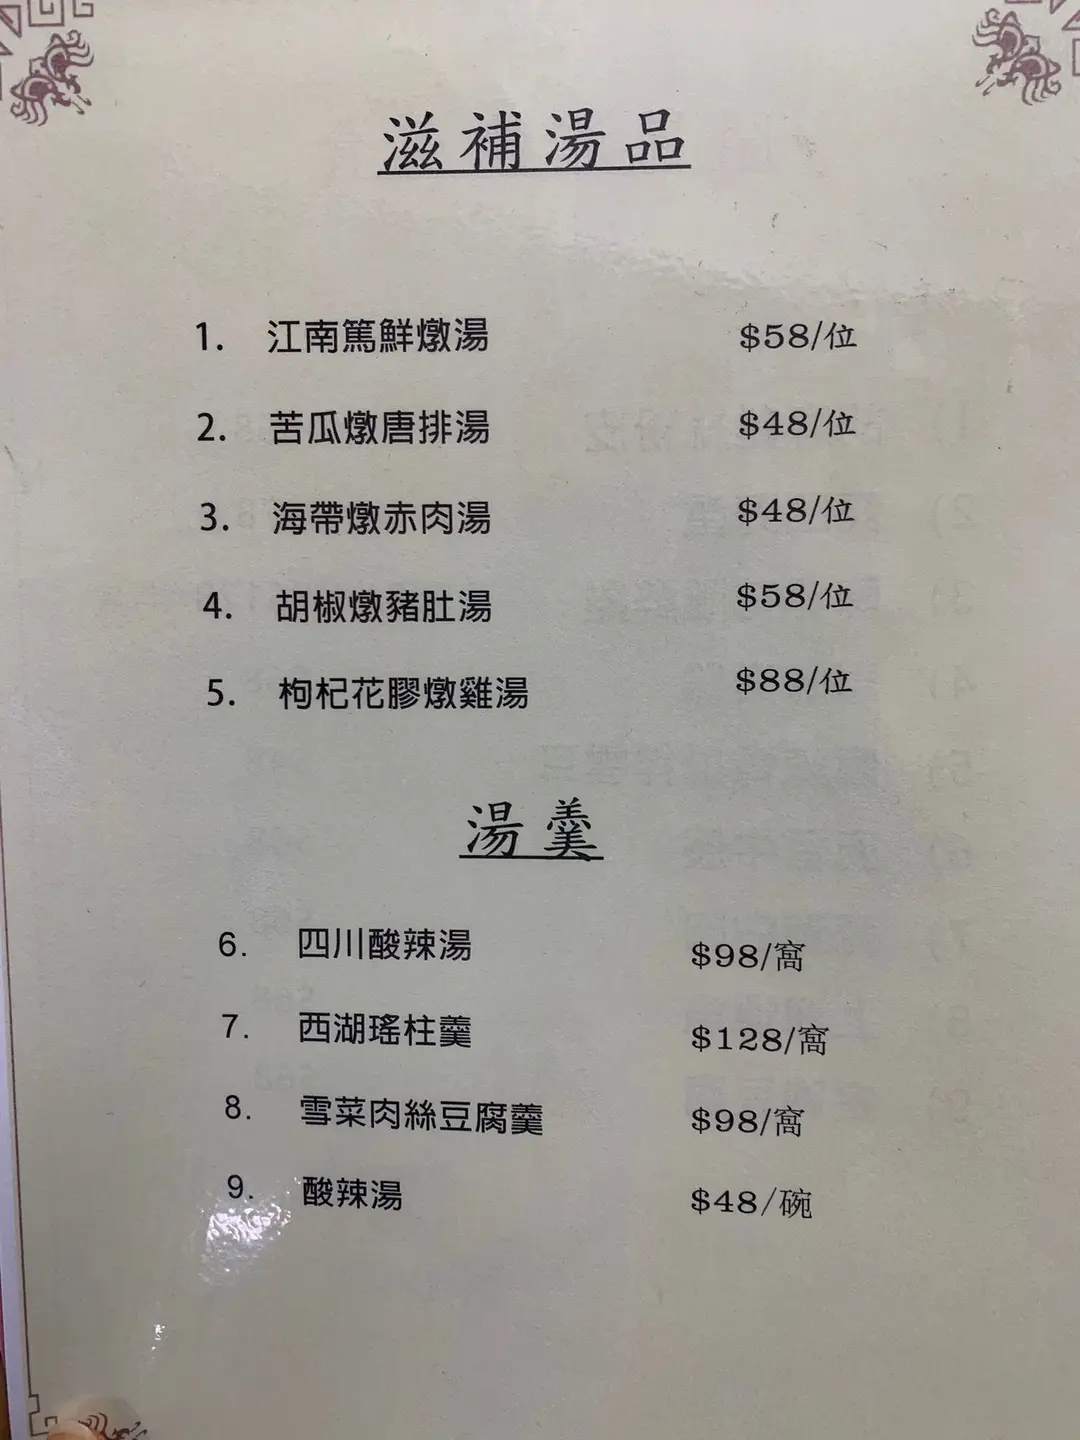 滋補湯品
1. 江南篤鮮燉湯 $58/位
2. 苦瓜燉唐排湯 $48/位
3. 海帶燉赤肉湯 $48/位
4. 胡椒燉豬肚湯 $58/位
5. 枸杞花膠燉雞湯 $88/位
湯羹
6. 四川酸辣湯 $98/窩
7. 西湖瑤柱羹 $128/窩
8. 雪菜肉絲豆腐羹 $98/窩
9. 酸辣湯 $48/碗